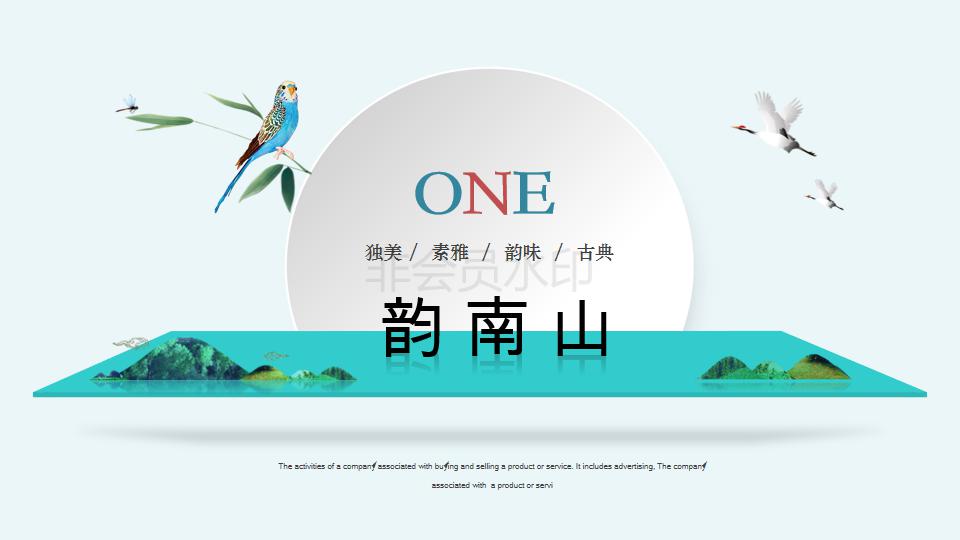 ONE
独美 / 素雅 / 韵味 / 古典
非会员水印
韵南山
The activities of a company associated with buying and selling a product or service. It includes advertising, The company
associated with a product or servi